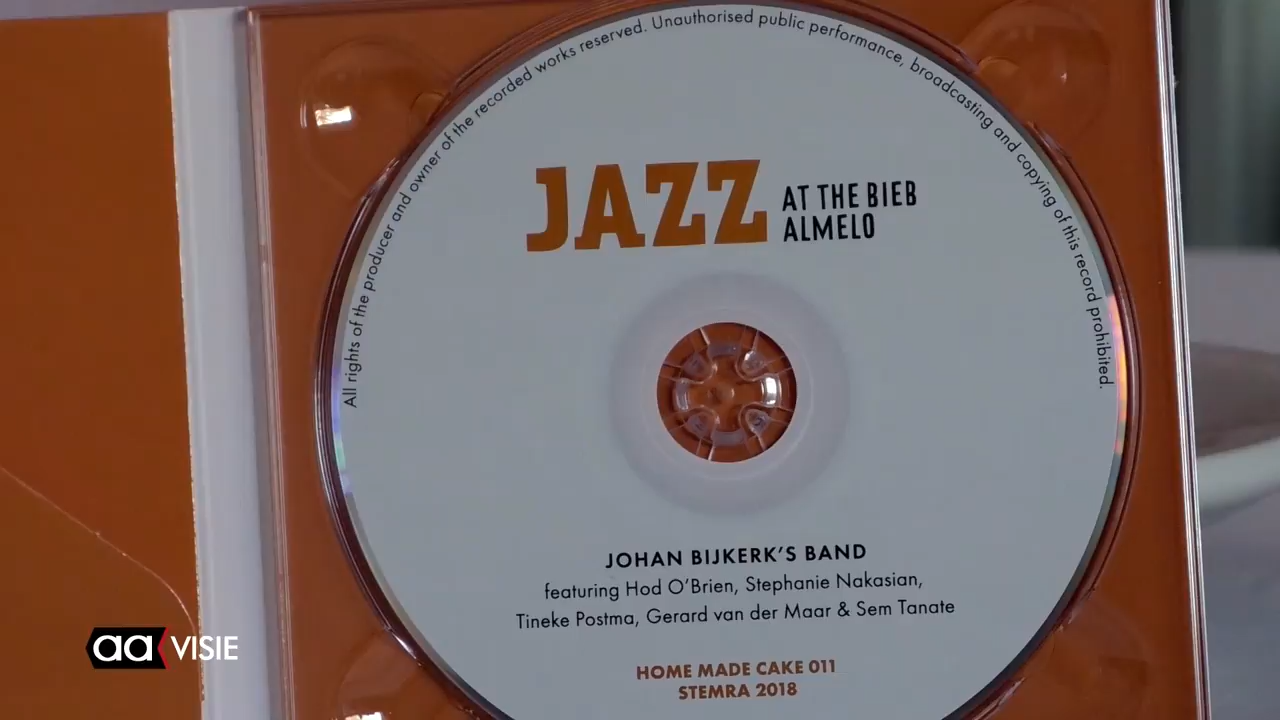 All rights of the producer and owner of the recorded works reserved. Unauthorised public performance, broadcasting and copying of this record prohibited.
JAZZ AT THE BIEB
ALMELO
JOHAN BIJKERK'S BAND
featuring Hod O'Brien, Stephanie Nakasian,
Tineke Postma, Gerard van der Maar & Sem Tanate
HOME MADE CAKE 011
STEMRA 2018
aa VISIE